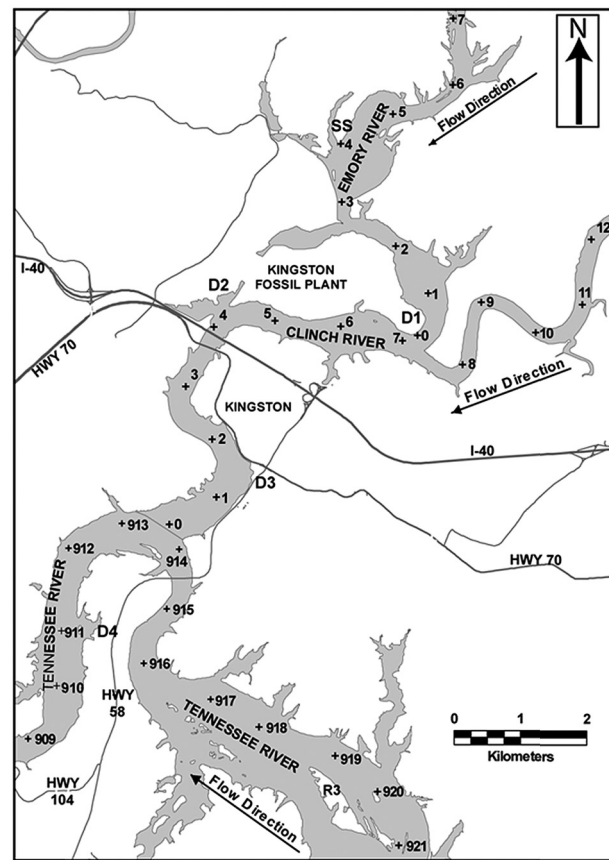 7
N
6
Flow Direction
5
SS
4
EMORY RIVER
3
2
12
I-40
KINGSTON
FOSSIL PLANT
D2
1
11
9
D1
4
5
6
0
10
CLINCH RIVER
7
8
HWY 70
3
Flow Direction
KINGSTON
2
I-40
D3
1
913
0
912
914
HWY 70
TENNESSEE RIVER
915
911
D4
916
910
HWY
58
917
TENNESSEE RIVER
918
0 1 2
Kilometers
909
919
HWY
104
Flow Direction
R3
920
921